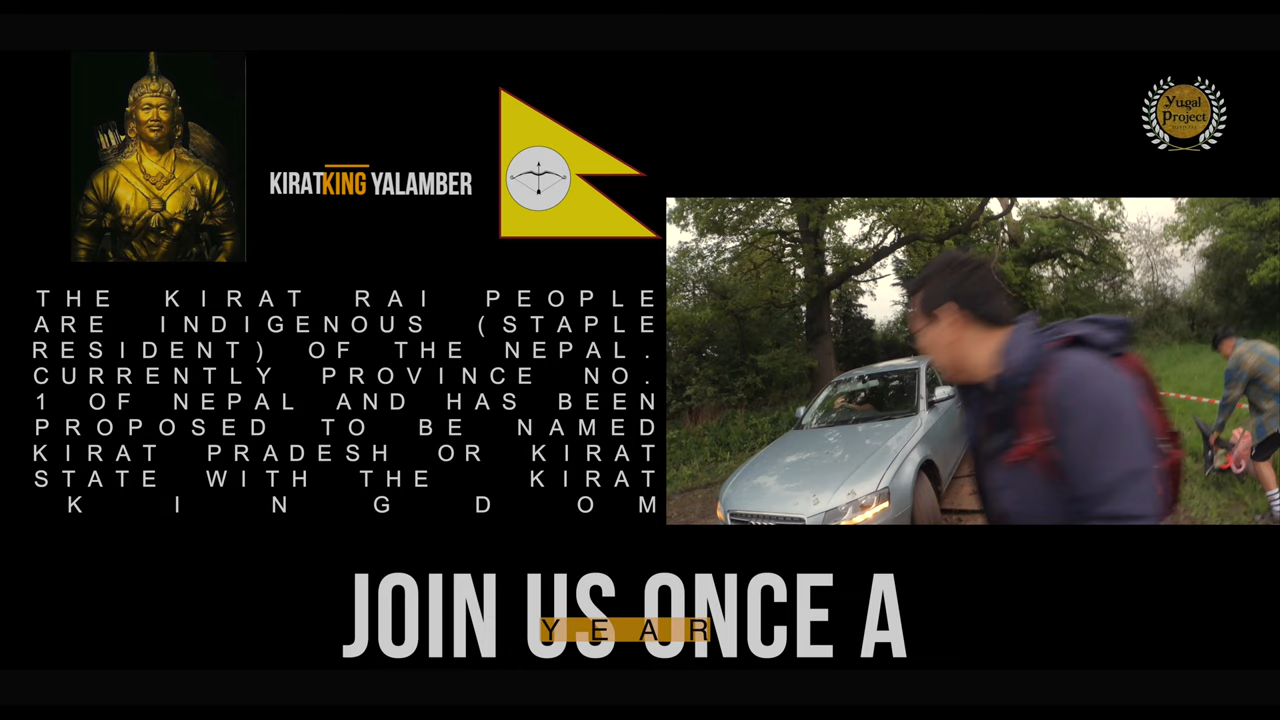 Yugal
Project
KIRAT KING YALAMBER
THE KIRAT RAI PEOPLE
ARE INDIGENOUS (STAPLE
RESIDENT) OF THE NEPAL.
CURRENTLY PROVINCE NO.
1 OF NEPAL AND HAS BEEN
PROPOSED TO BE NAMED
KIRAT PRADESH OR KIRAT
STATE WITH THE KIRAT
KINGDOM
JOIN US ONCE A
YEAR